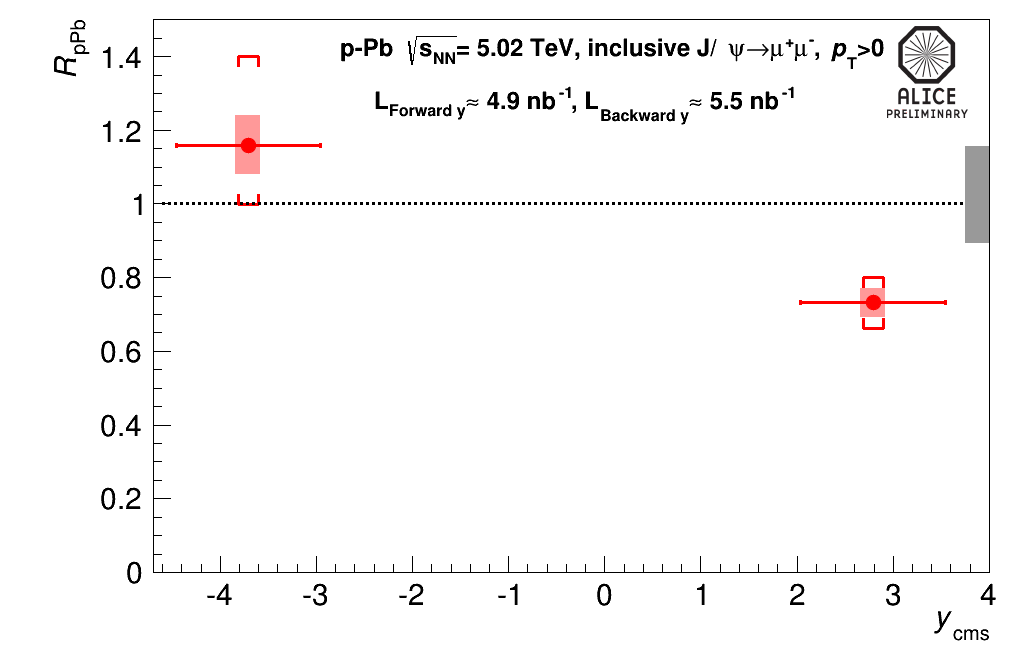 p-Pb √s_NN = 5.02 TeV, inclusive J/ ψ→μ⁺μ⁻, p_T>0
L_Forward y ≈ 4.9 nb⁻¹, L_Backward y ≈ 5.5 nb⁻¹
ALICE
PRELIMINARY
R_pPb
1.4
1.2
1
0.8
0.6
0.4
0.2
0
-4 -3 -2 -1 0 1 2 3 4
y_cms